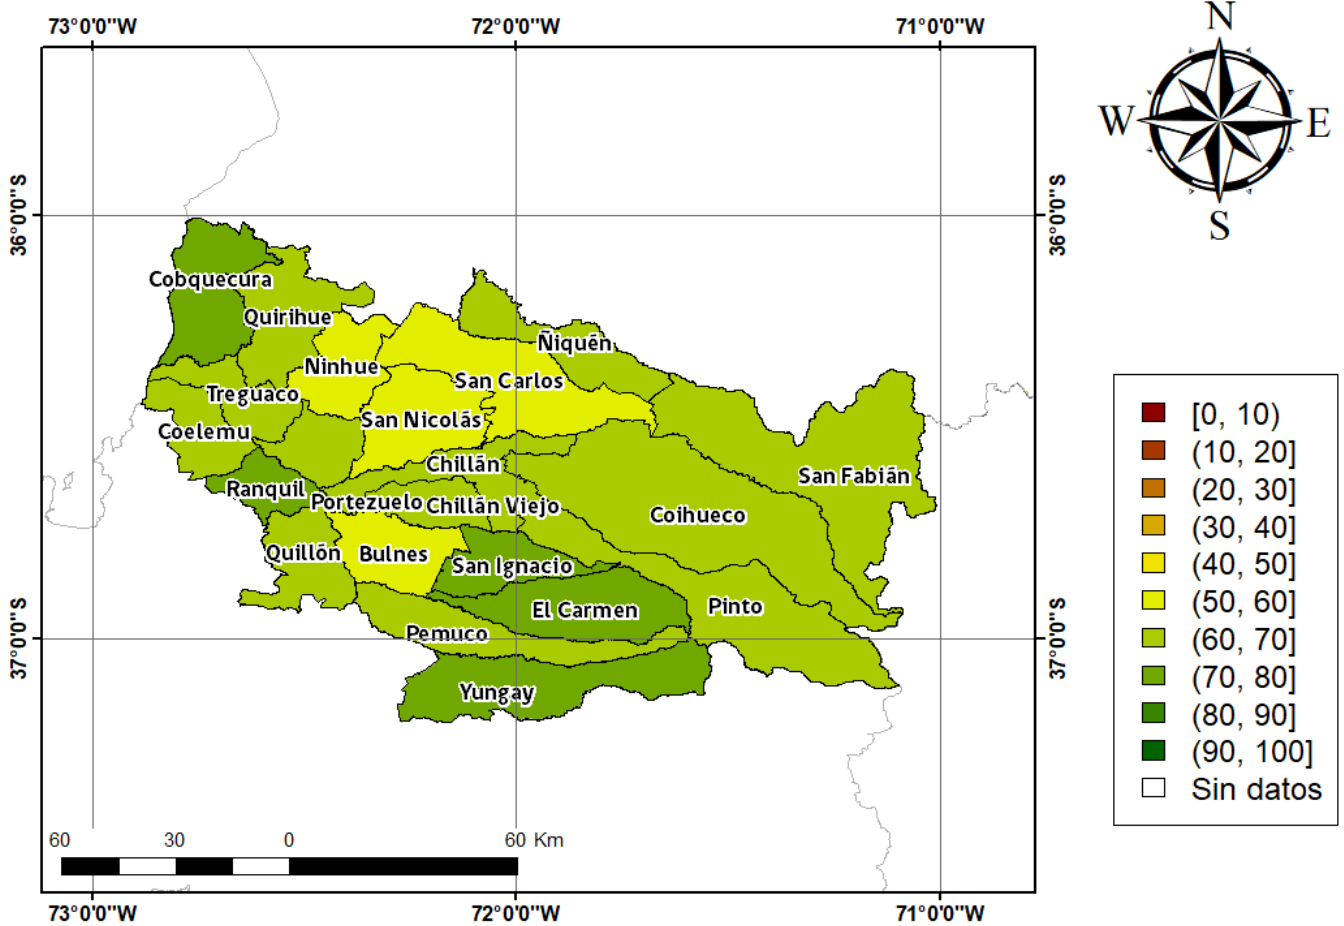 73°0'0"W 72°0'0"W 71°0'0"W
N
W E
S
36°0'0"S 36°0'0"S
Cobquecura
Quirihue
Ñiquén
Ninhue
San Carlos
Treguaco
San Nicolás
Coelemu
Chillán
San Fabián
Ranquil
Portezuelo
Chillán Viejo
Coihueco
Quillón
Bulnes
San Ignacio
El Carmen
Pinto
Pemuco
37°0'0"S 37°0'0"S
Yungay
[0, 10)
(10, 20]
(20, 30]
(30, 40]
(40, 50]
(50, 60]
(60, 70]
(70, 80]
(80, 90]
(90, 100]
Sin datos
60 30 0 60 Km
73°0'0"W 72°0'0"W 71°0'0"W